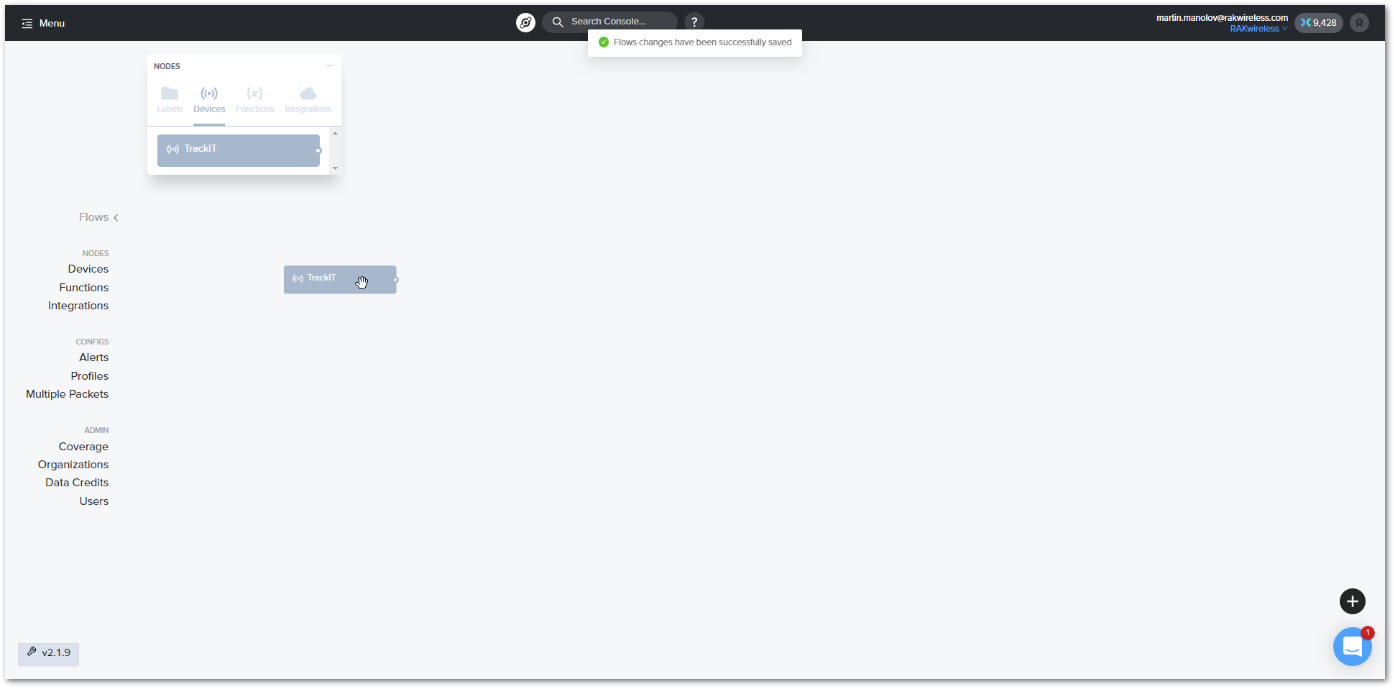 Menu
Search Console...
?
martin.manolov@rakwireless.com
RAKwireless
9,428
R
Flows changes have been successfully saved
NODES
Labels
Devices
Functions
Integrations
TrackIT
Flows
TrackIT
NODES
Devices
Functions
Integrations
CONFIGS
Alerts
Profiles
Multiple Packets
ADMIN
Coverage
Organizations
Data Credits
Users
1
v2.1.9